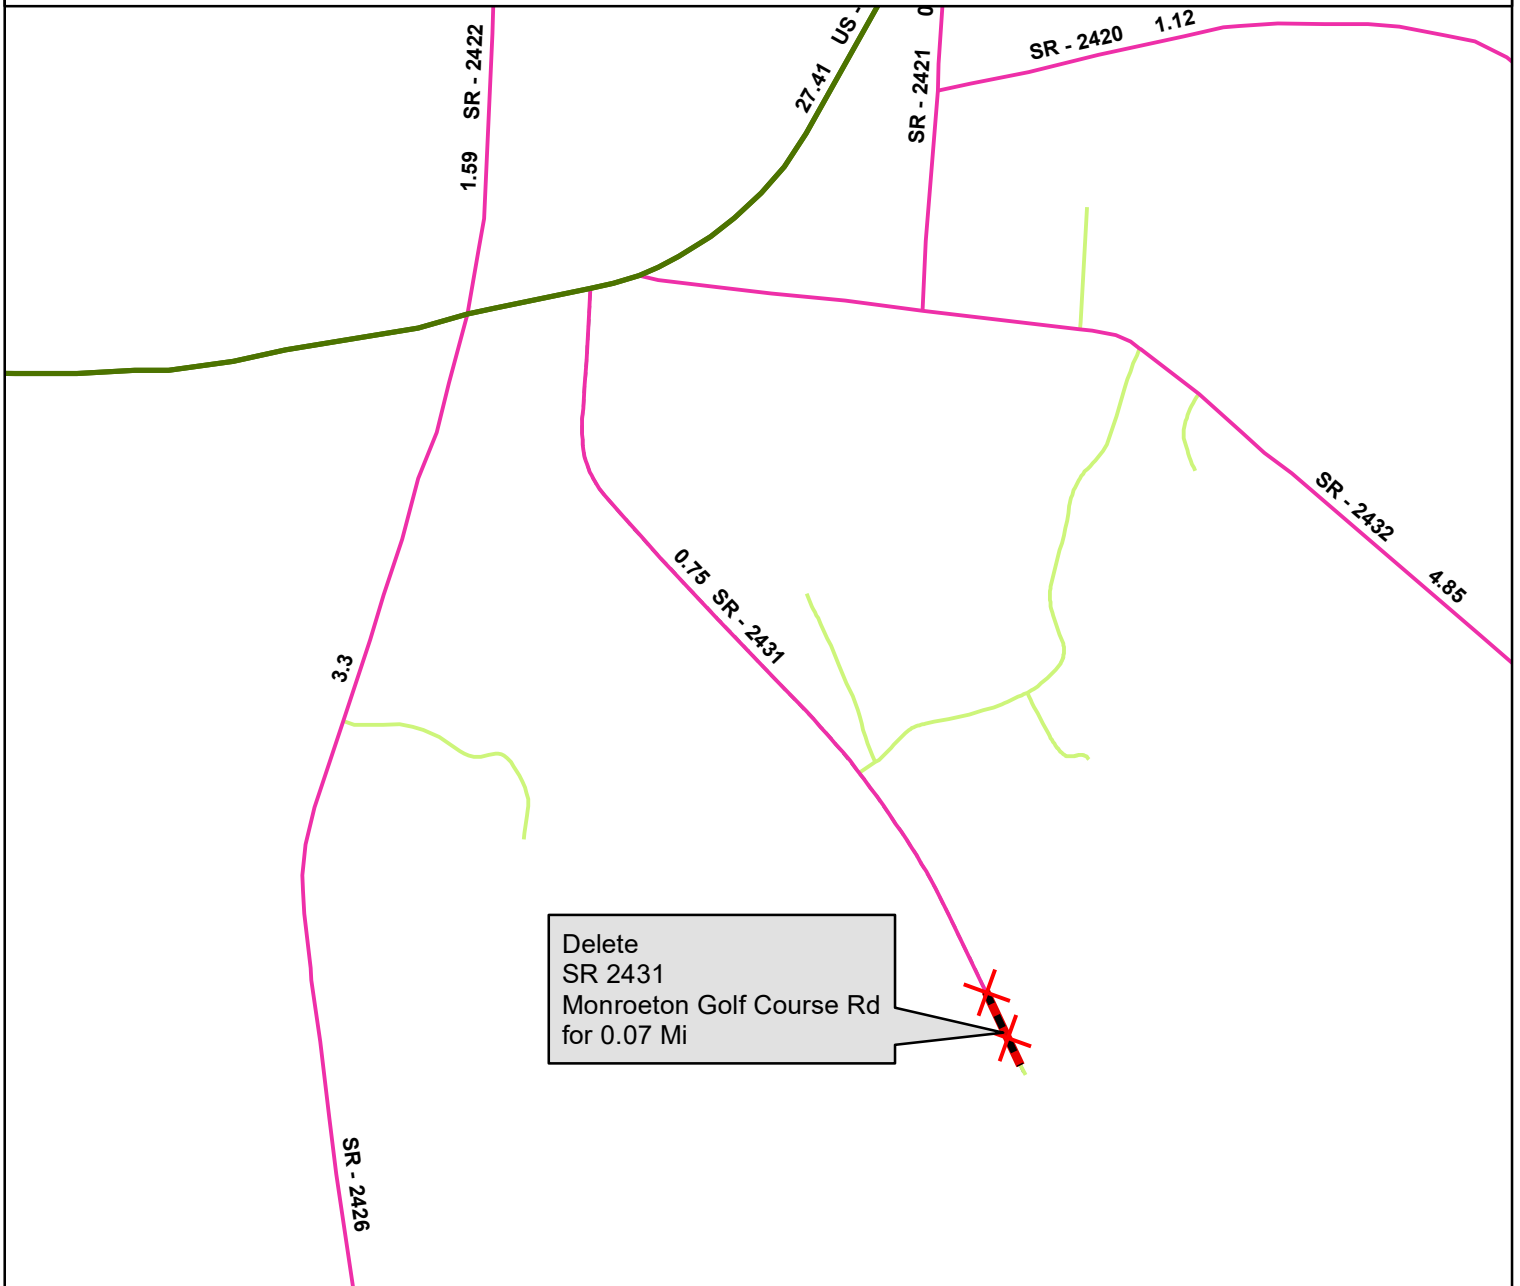 1.59 SR - 2422
27.41 US -
SR - 2421 0
SR - 2420 1.12
SR - 2432 4.85
0.75 SR - 2431
3.3
Delete
SR 2431
Monroeton Golf Course Rd
for 0.07 Mi
SR - 2426